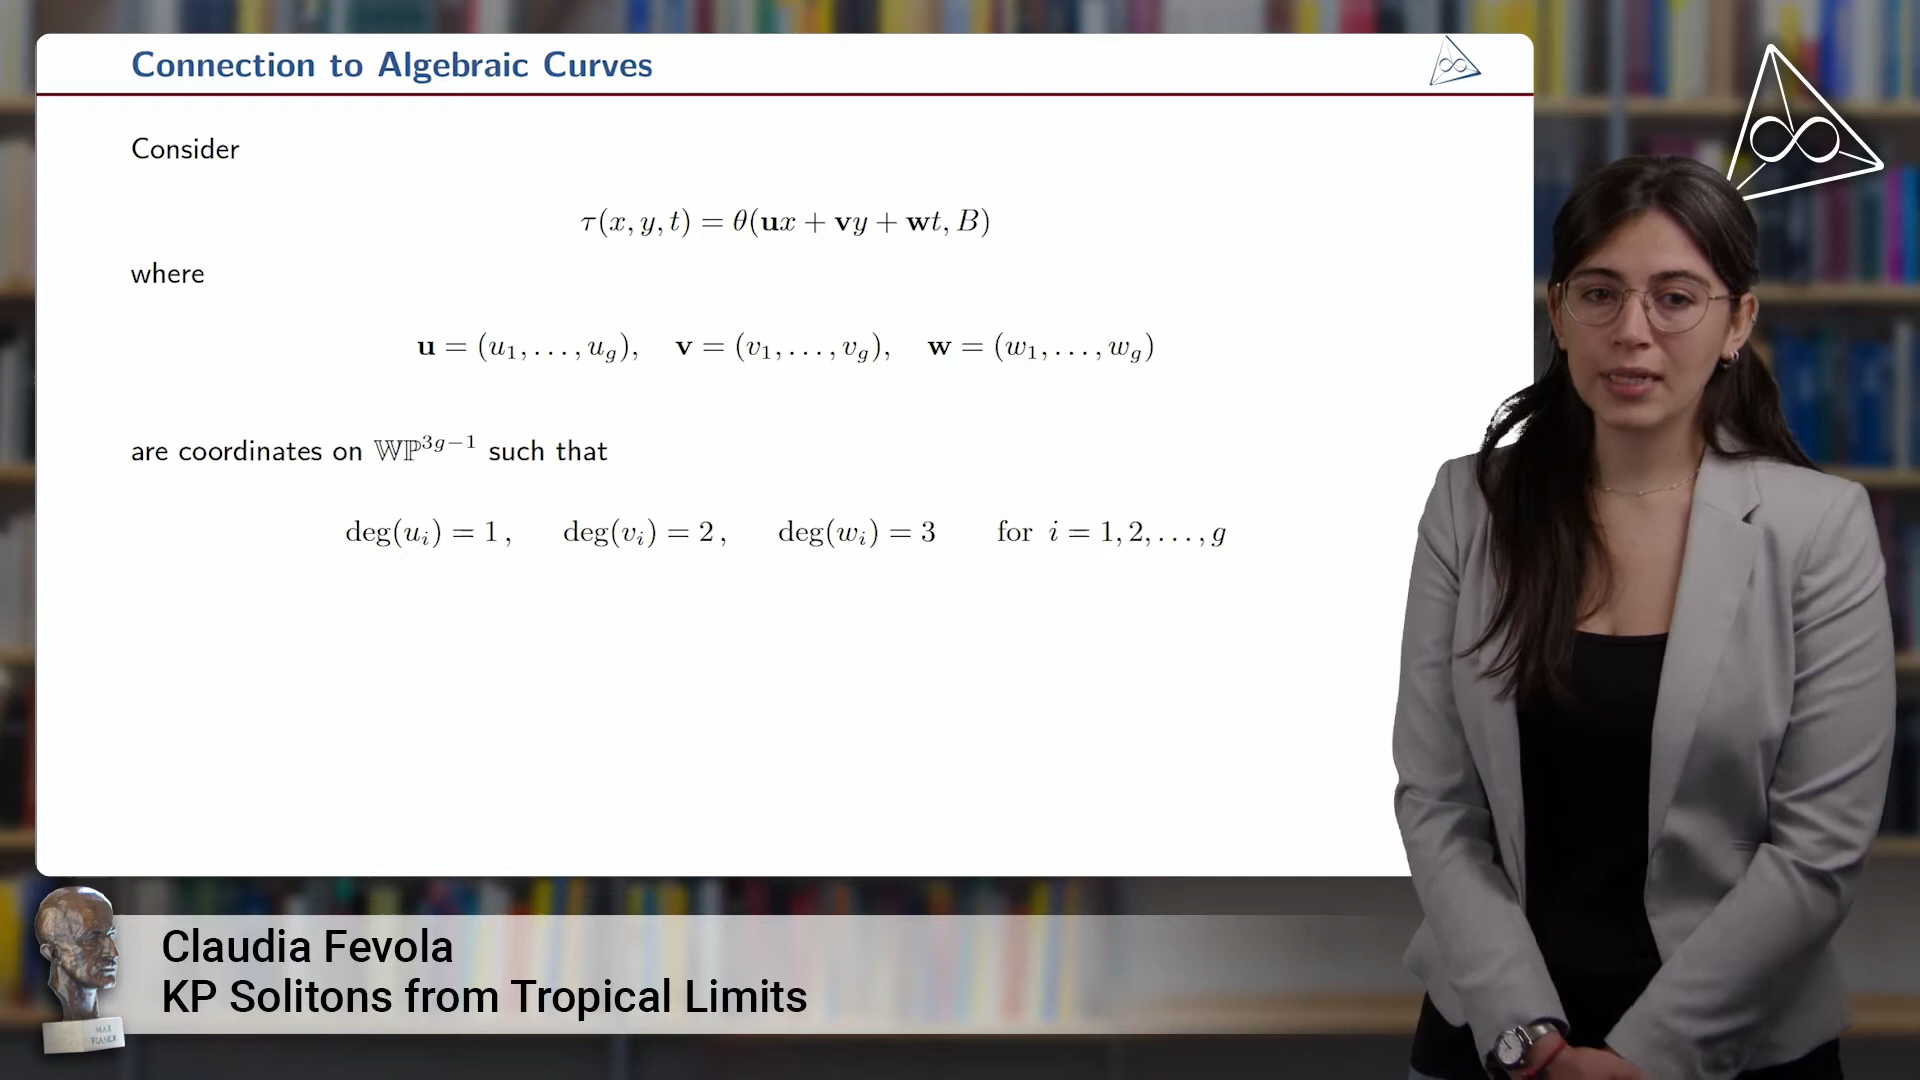 Connection to Algebraic Curves
Consider
τ(x, y, t) = θ(ux + vy + wt, B)
where
u = (u₁, . . . , u_g), v = (v₁, . . . , v_g), w = (w₁, . . . , w_g)
are coordinates on 𝕎ℙ^{3g−1} such that
deg(u_i) = 1 , deg(v_i) = 2 , deg(w_i) = 3 for i = 1, 2, . . . , g
Claudia Fevola
KP Solitons from Tropical Limits
MAX
PLANCK